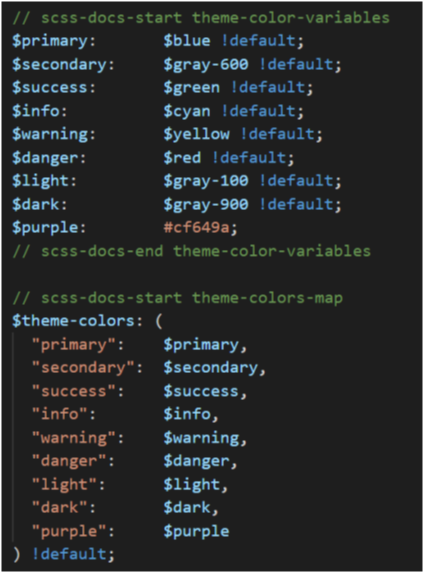 // scss-docs-start theme-color-variables
$primary:       $blue !default;
$secondary:     $gray-600 !default;
$success:       $green !default;
$info:          $cyan !default;
$warning:       $yellow !default;
$danger:        $red !default;
$light:         $gray-100 !default;
$dark:          $gray-900 !default;
$purple:        #cf649a;
// scss-docs-end theme-color-variables

// scss-docs-start theme-colors-map
$theme-colors: (
  "primary":    $primary,
  "secondary":  $secondary,
  "success":    $success,
  "info":       $info,
  "warning":    $warning,
  "danger":     $danger,
  "light":      $light,
  "dark":       $dark,
  "purple":     $purple
) !default;